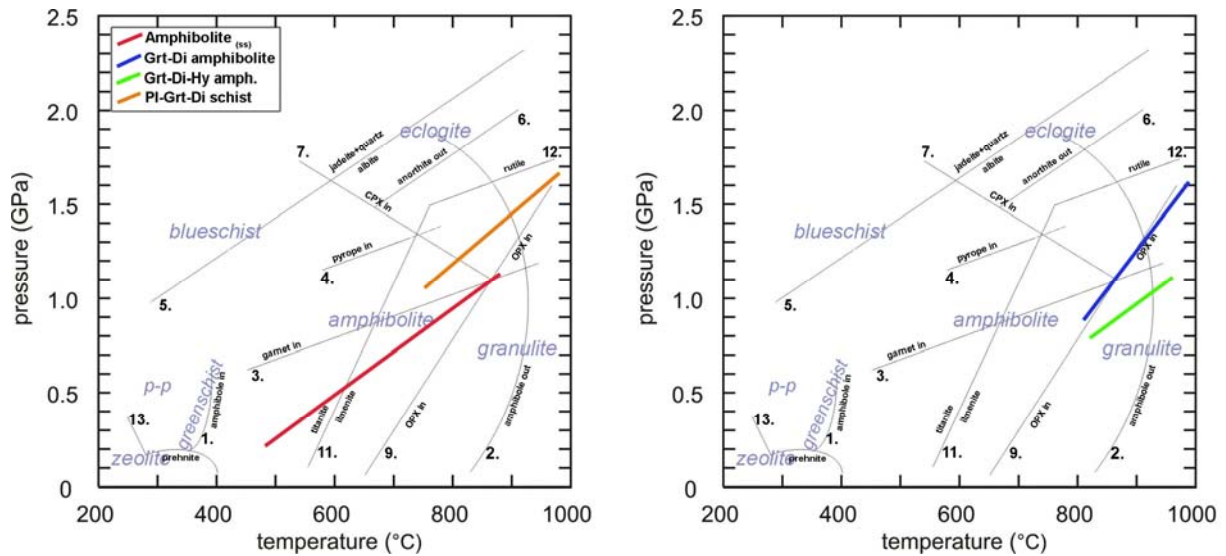 2.5
2.0
1.5
1.0
0.5
0
pressure (GPa)
Amphibolite (ss)
Grt-Di amphibolite
Grt-Di-Hy amph.
Pl-Grt-Di schist
eclogite
6.
7.
jadeite+quartz
albite
anorthite out
12.
rutile
CPX in
blueschist
OPX in
pyrope in
4.
5.
amphibolite
garnet in
granulite
3.
p-p
greenschist
amphibole in
titanite
ilmenite
OPX in
amphibole out
13.
1.
zeolite
prehnite
11.
9.
2.
200
400
600
800
1000
temperature (°C)
2.5
2.0
1.5
1.0
0.5
0
pressure (GPa)
eclogite
6.
7.
jadeite+quartz
albite
anorthite out
12.
rutile
CPX in
blueschist
OPX in
pyrope in
4.
5.
amphibolite
garnet in
granulite
3.
p-p
greenschist
amphibole in
titanite
ilmenite
OPX in
amphibole out
13.
1.
zeolite
prehnite
11.
9.
2.
200
400
600
800
1000
temperature (°C)